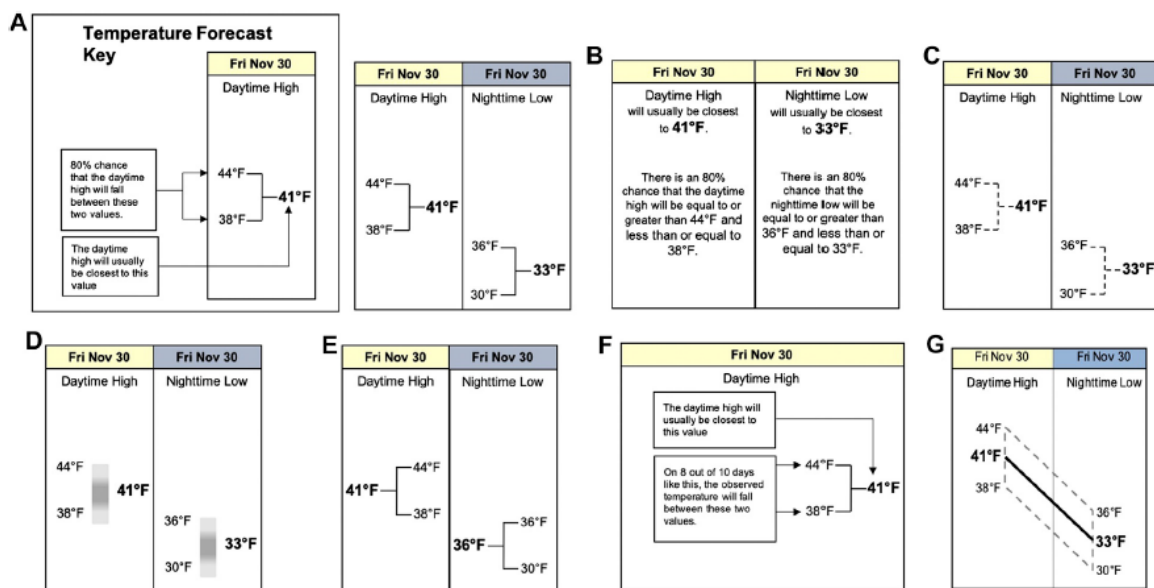 A
Temperature Forecast
Key
Fri Nov 30
Daytime High
80% chance
that the daytime
high will fall
between these
two values.
44°F
41°F
38°F
The daytime
high will usually
be closest to this
value
Fri Nov 30
Fri Nov 30
Daytime High
Nighttime Low
44°F
41°F
38°F
36°F
33°F
30°F
B
Fri Nov 30
Fri Nov 30
Daytime High
will usually be closest
to 41°F.
There is an 80%
chance that the daytime
high will be equal to or
greater than 44°F and
less than or equal to
38°F.
Nighttime Low
will usually be closest
to 33°F.
There is an 80%
chance that the
nighttime low will be
equal to or greater than
36°F and less than or
equal to 33°F.
C
Fri Nov 30
Fri Nov 30
Daytime High
Nighttime Low
44°F
41°F
38°F
36°F
33°F
30°F
D
Fri Nov 30
Fri Nov 30
Daytime High
Nighttime Low
44°F
41°F
38°F
36°F
33°F
30°F
E
Fri Nov 30
Fri Nov 30
Daytime High
Nighttime Low
44°F
41°F
38°F
36°F
36°F
30°F
F
Fri Nov 30
Daytime High
The daytime high will
usually be closest to
this value
On 8 out of 10 days
like this, the observed
temperature will fall
between these two
values.
44°F
41°F
38°F
G
Fri Nov 30
Fri Nov 30
Daytime High
Nighttime Low
44°F
41°F
38°F
36°F
33°F
30°F